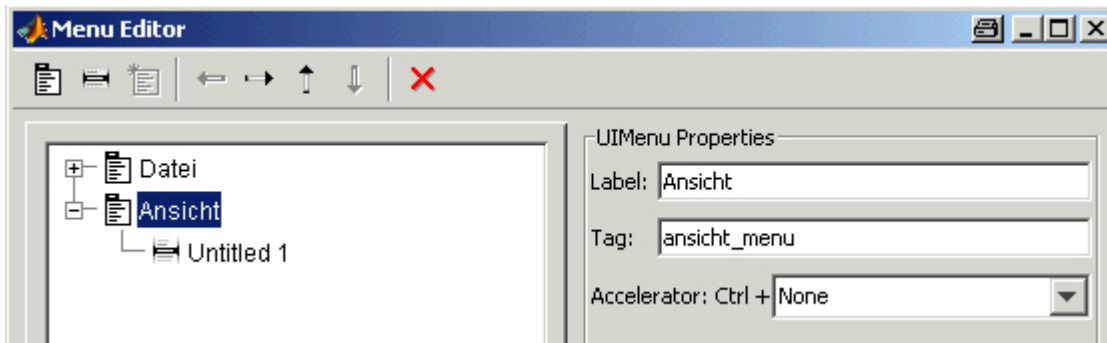 Menu Editor
Datei
Ansicht
Untitled 1
UIMenu Properties
Label: Ansicht
Tag: ansicht_menu
Accelerator: Ctrl + None